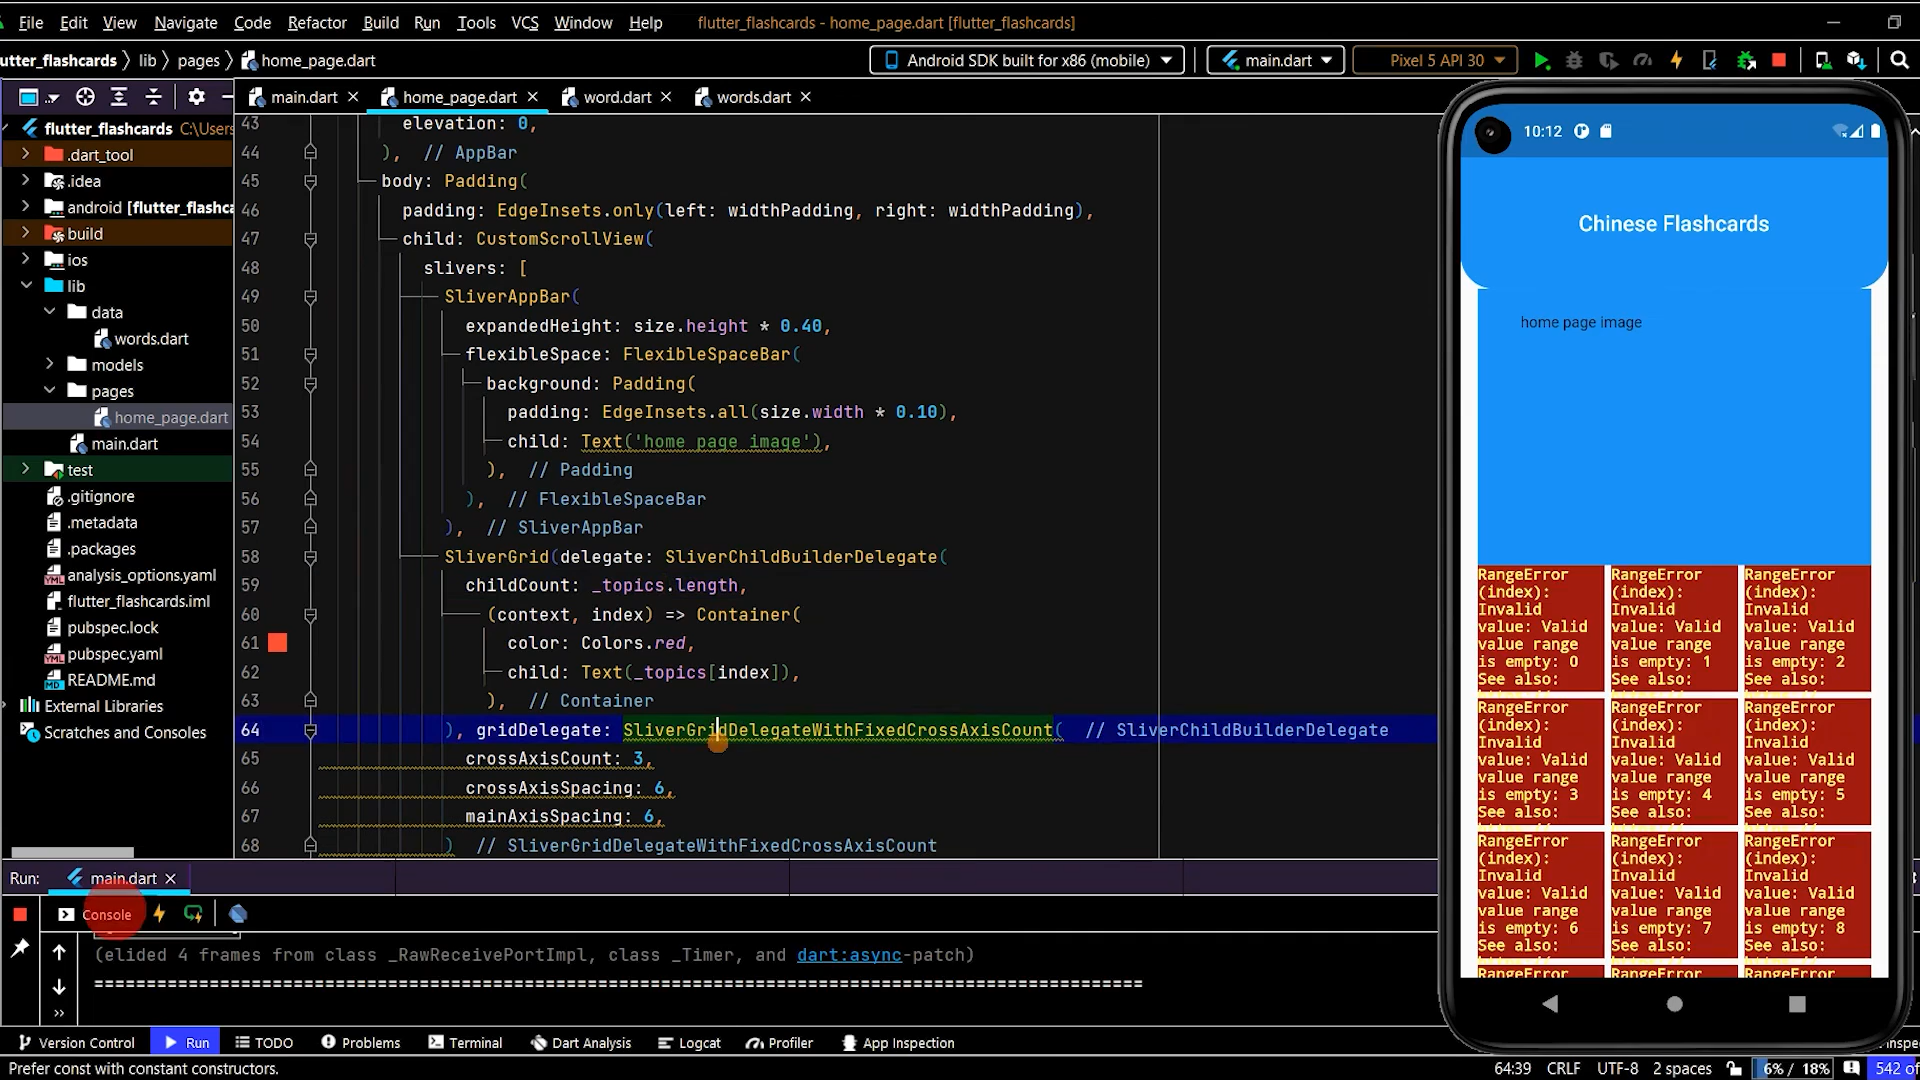 File Edit View Navigate Code Refactor Build Run Tools VCS Window Help flutter_flashcards - home_page.dart [flutter_flashcards]
utter_flashcards lib pages home_page.dart Android SDK built for x86 (mobile) main.dart Pixel 5 API 30
main.dart home_page.dart word.dart words.dart
flutter_flashcards C:\Users
.dart_tool
.idea
android [flutter_flashca
build
ios
lib
data
words.dart
models
pages
home_page.dart
main.dart
test
.gitignore
.metadata
.packages
analysis_options.yaml
flutter_flashcards.iml
pubspec.lock
pubspec.yaml
README.md
External Libraries
Scratches and Consoles
43 elevation: 0,
44 ), // AppBar
45 body: Padding(
46 padding: EdgeInsets.only(left: widthPadding, right: widthPadding),
47 child: CustomScrollView(
48 slivers: [
49 SliverAppBar(
50 expandedHeight: size.height * 0.40,
51 flexibleSpace: FlexibleSpaceBar(
52 background: Padding(
53 padding: EdgeInsets.all(size.width * 0.10),
54 child: Text('home page image'),
55 ), // Padding
56 ), // FlexibleSpaceBar
57 ), // SliverAppBar
58 SliverGrid(delegate: SliverChildBuilderDelegate(
59 childCount: _topics.length,
60 (context, index) => Container(
61 color: Colors.red,
62 child: Text(_topics[index]),
63 ), // Container
64 ), gridDelegate: SliverGridDelegateWithFixedCrossAxisCount( // SliverChildBuilderDelegate
65 crossAxisCount: 3,
66 crossAxisSpacing: 6,
67 mainAxisSpacing: 6,
68 ) // SliverGridDelegateWithFixedCrossAxisCount
10:12
Chinese Flashcards
home page image
RangeError (index): Invalid value: Valid value range is empty: 0 See also:
RangeError (index): Invalid value: Valid value range is empty: 1 See also:
RangeError (index): Invalid value: Valid value range is empty: 2 See also:
RangeError (index): Invalid value: Valid value range is empty: 3 See also:
RangeError (index): Invalid value: Valid value range is empty: 4 See also:
RangeError (index): Invalid value: Valid value range is empty: 5 See also:
RangeError (index): Invalid value: Valid value range is empty: 6 See also:
RangeError (index): Invalid value: Valid value range is empty: 7 See also:
RangeError (index): Invalid value: Valid value range is empty: 8 See also:
RangeError RangeError RangeError
Run: main.dart
Console
(elided 4 frames from class _RawReceivePortImpl, class _Timer, and dart:async-patch)
====================================================================================================
Version Control Run TODO Problems Terminal Dart Analysis Logcat Profiler App Inspection
Prefer const with constant constructors. 64:39 CRLF UTF-8 2 spaces 6% / 18% 542 of